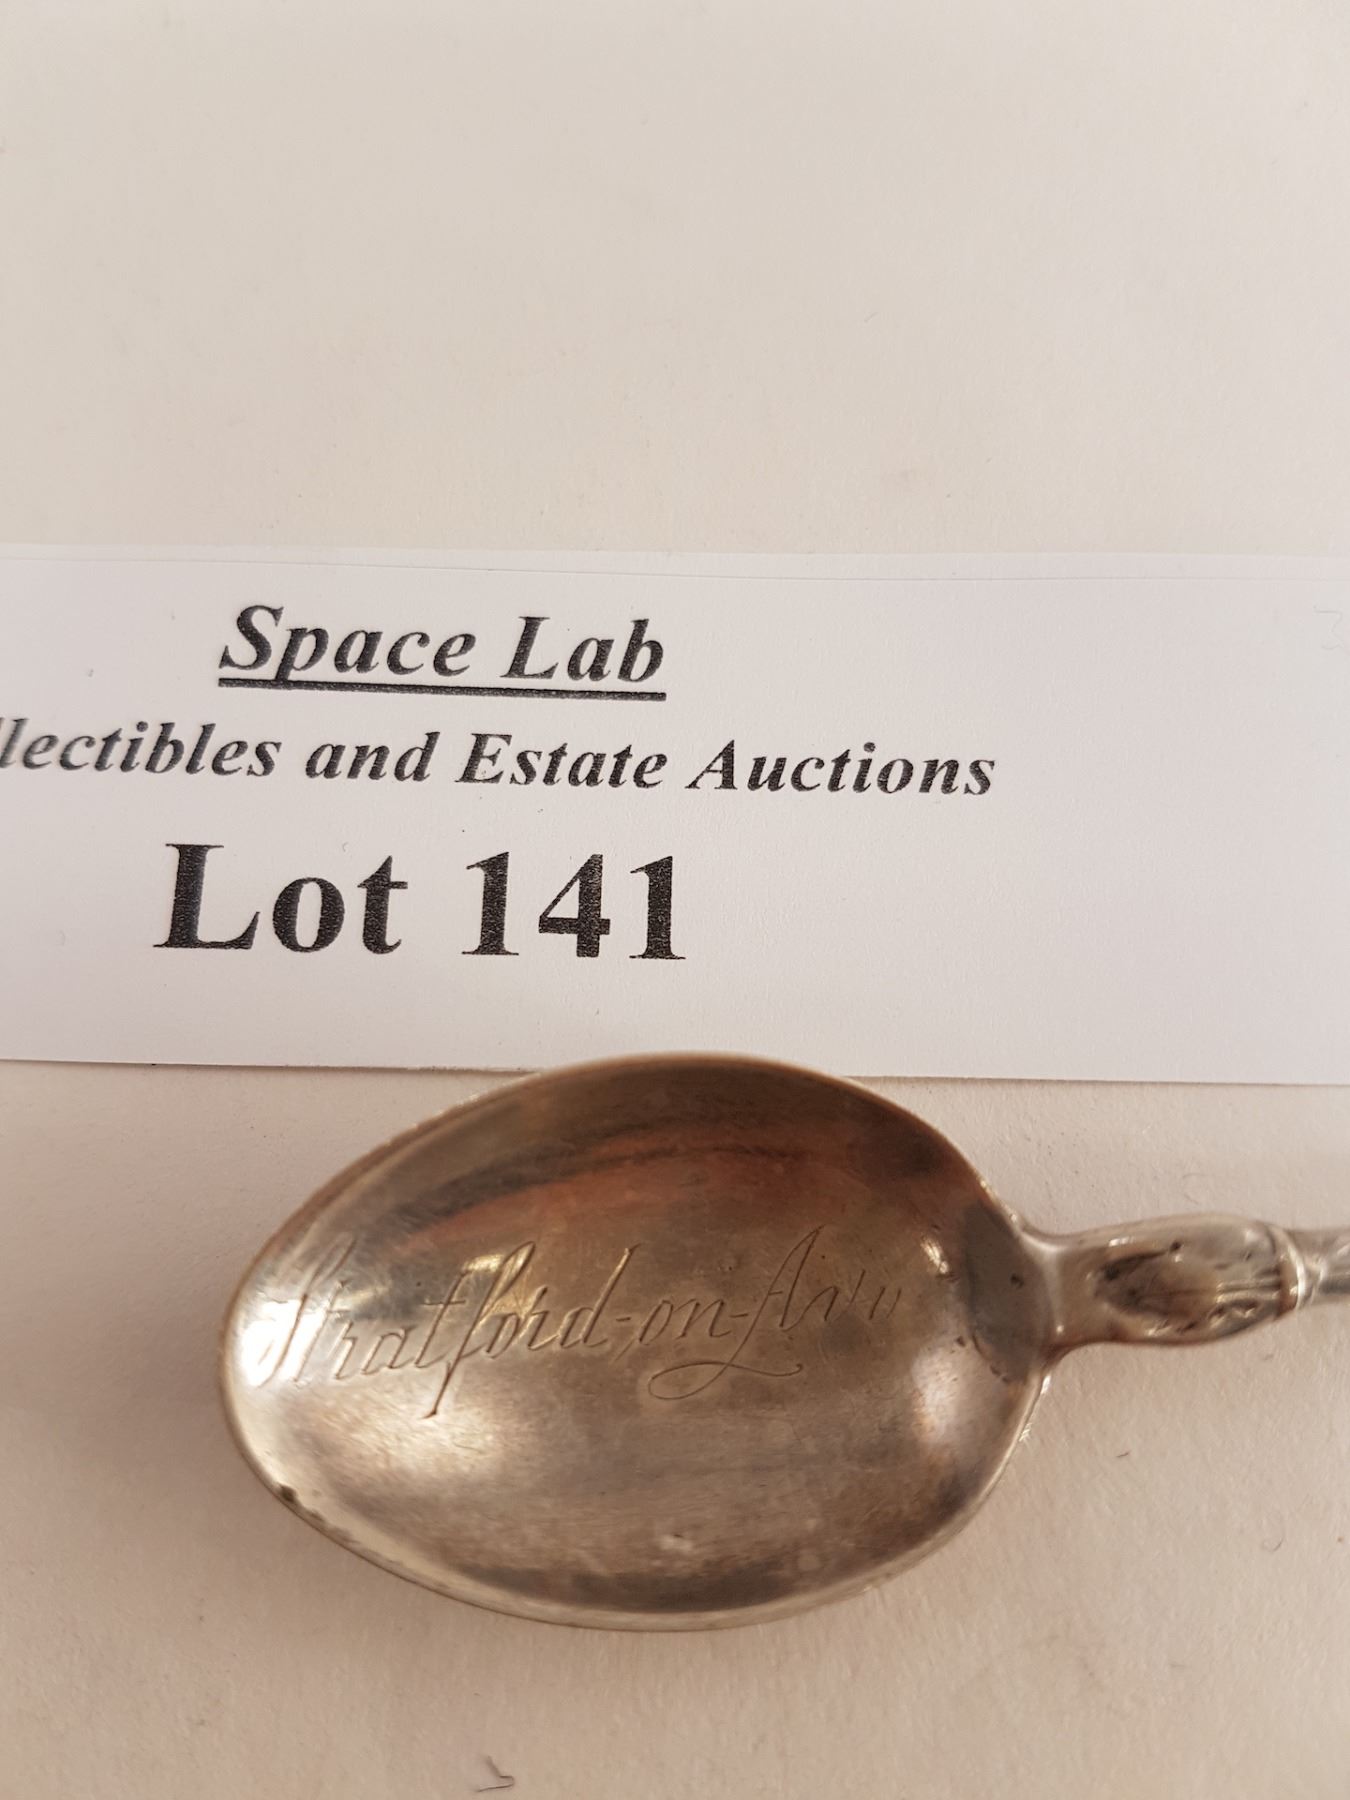 Space Lab
llectibles and Estate Auctions
Lot 141
Stratford-on-Avon